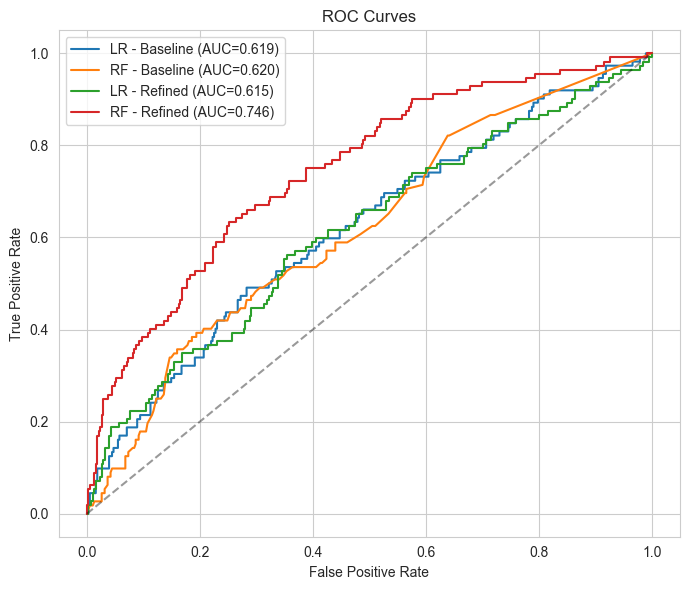 ROC Curves
LR - Baseline (AUC=0.619)
RF - Baseline (AUC=0.620)
LR - Refined (AUC=0.615)
RF - Refined (AUC=0.746)
True Positive Rate
1.0
0.8
0.6
0.4
0.2
0.0
0.0 0.2 0.4 0.6 0.8 1.0
False Positive Rate